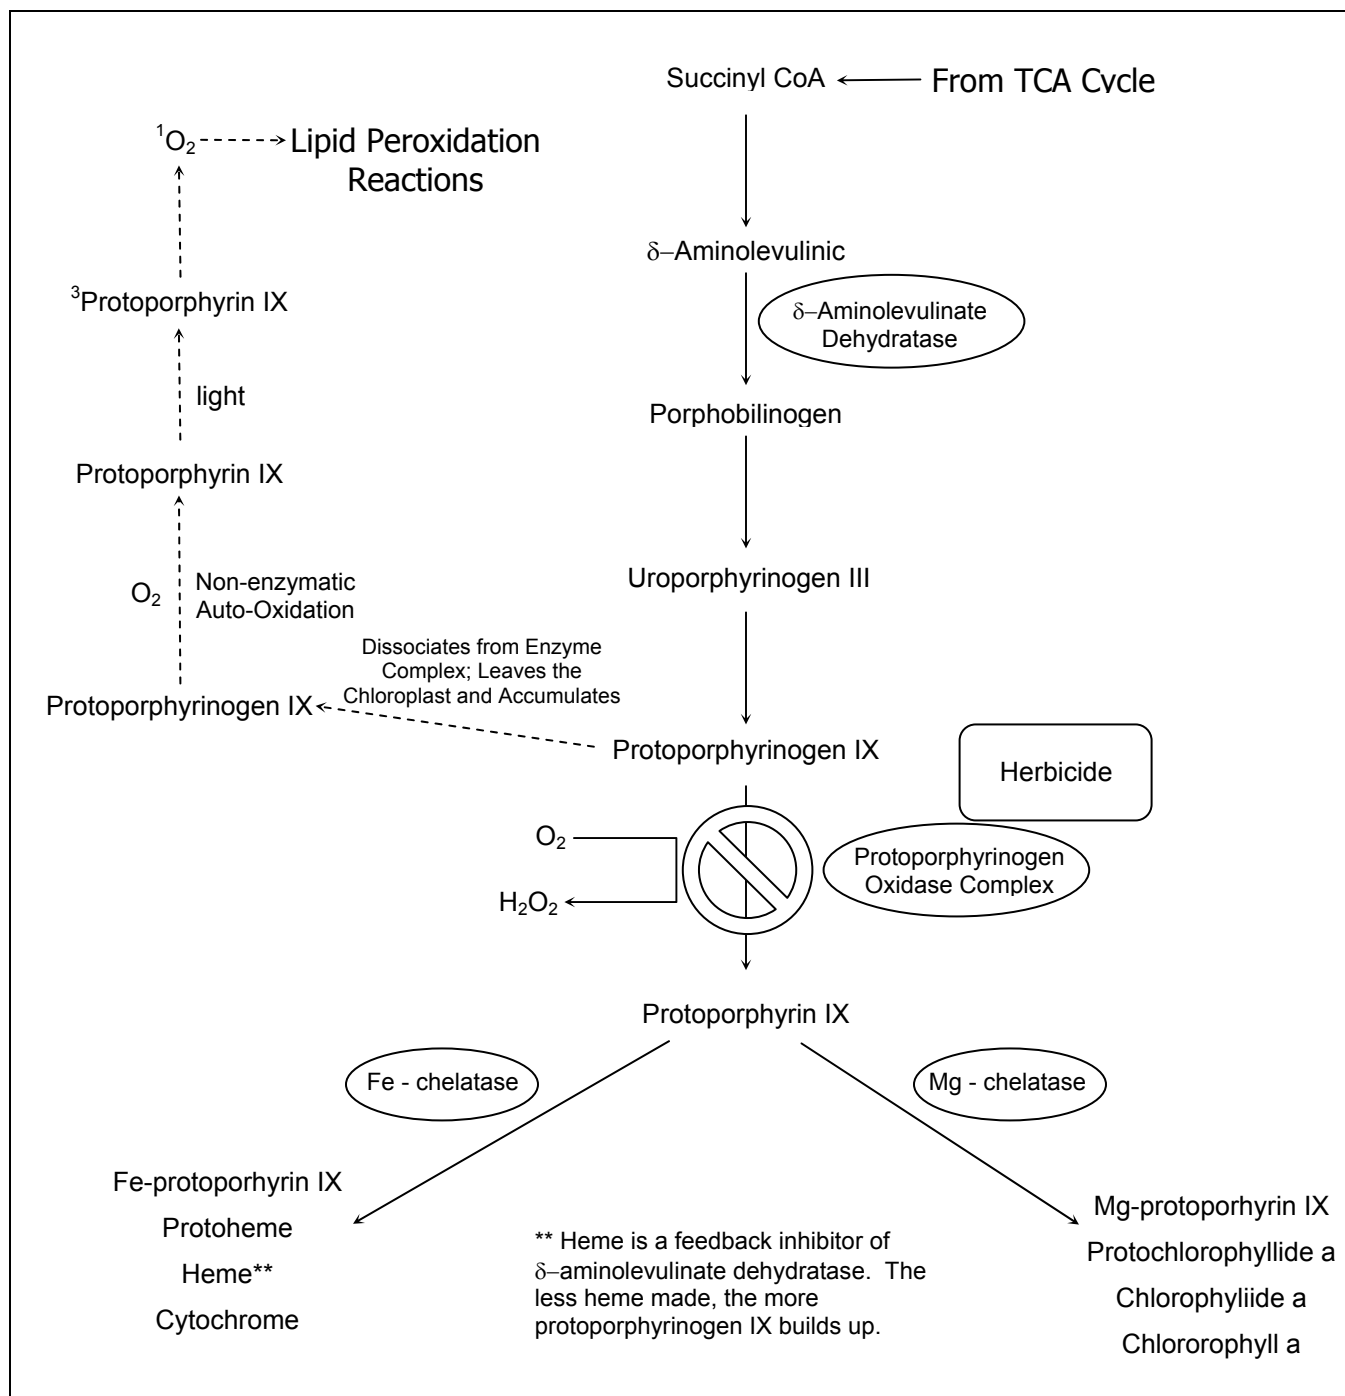 Succinyl CoA
From TCA Cycle
¹O₂
Lipid Peroxidation
Reactions
δ–Aminolevulinic
δ–Aminolevulinate
Dehydratase
³Protoporphyrin IX
light
Porphobilinogen
Protoporphyrin IX
O₂
Non-enzymatic
Auto-Oxidation
Uroporphyrinogen III
Dissociates from Enzyme
Complex; Leaves the
Chloroplast and Accumulates
Protoporphyrinogen IX
Protoporphyrinogen IX
Herbicide
O₂
H₂O₂
Protoporphyrinogen
Oxidase Complex
Protoporphyrin IX
Fe - chelatase
Mg - chelatase
Fe-protoporhyrin IX
Protoheme
Heme**
Cytochrome
** Heme is a feedback inhibitor of
δ–aminolevulinate dehydratase.  The
less heme made, the more
protoporphyrinogen IX builds up.
Mg-protoporhyrin IX
Protochlorophyllide a
Chlorophyliide a
Chlororophyll a